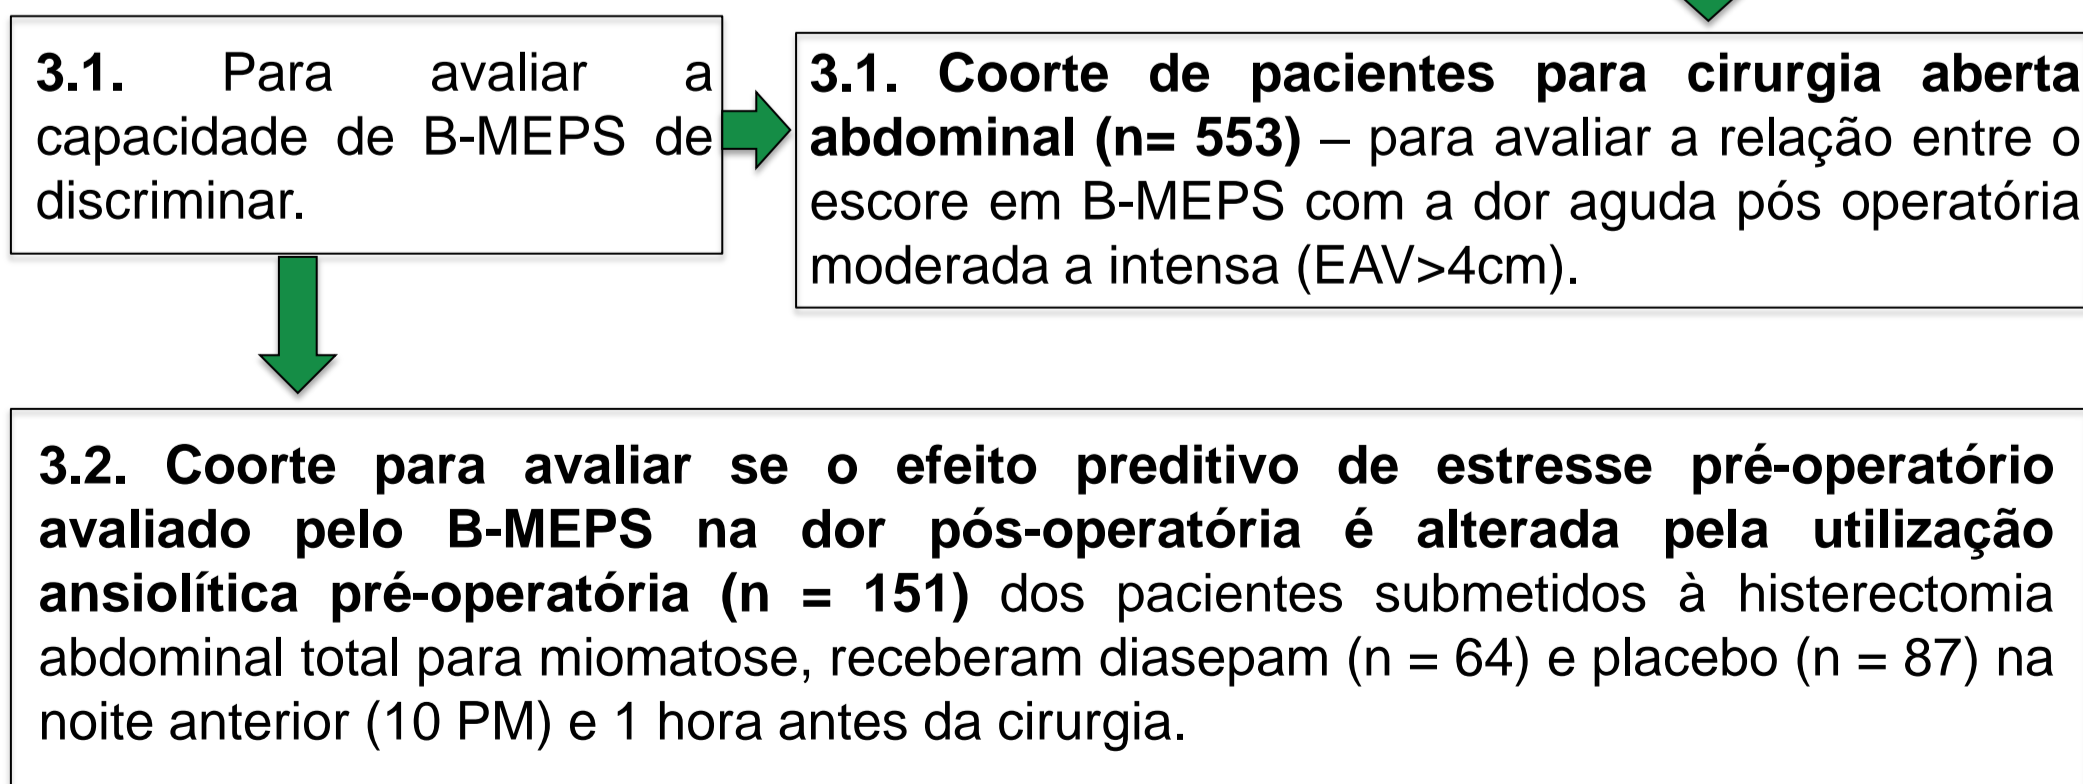 3.1. Para avaliar a
capacidade de B-MEPS de
discriminar.
3.1. Coorte de pacientes para cirurgia aberta
abdominal (n= 553) – para avaliar a relação entre o
escore em B-MEPS com a dor aguda pós operatória
moderada a intensa (EAV>4cm).
3.2. Coorte para avaliar se o efeito preditivo de estresse pré-operatório
avaliado pelo B-MEPS na dor pós-operatória é alterada pela utilização
ansiolítica pré-operatória (n = 151) dos pacientes submetidos à histerectomia
abdominal total para miomatose, receberam diasepam (n = 64) e placebo (n = 87) na
noite anterior (10 PM) e 1 hora antes da cirurgia.